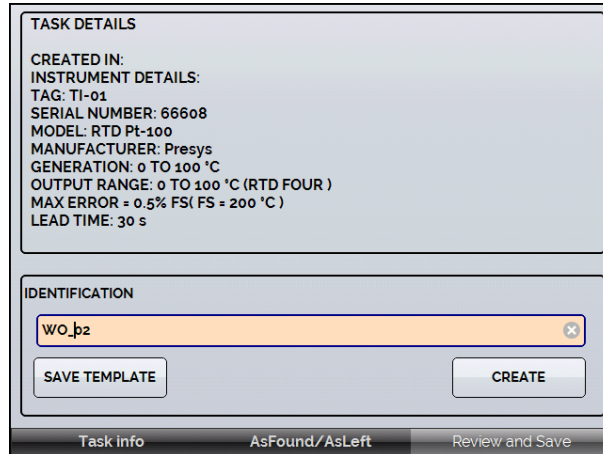 TASK DETAILS
CREATED IN:
INSTRUMENT DETAILS:
TAG: TI-01
SERIAL NUMBER: 66608
MODEL: RTD Pt-100
MANUFACTURER: Presys
GENERATION: 0 TO 100 °C
OUTPUT RANGE: 0 TO 100 °C (RTD FOUR )
MAX ERROR = 0.5% FS( FS = 200 °C )
LEAD TIME: 30 s
IDENTIFICATION
WO_02
SAVE TEMPLATE
CREATE
Task info
AsFound/AsLeft
Review and Save